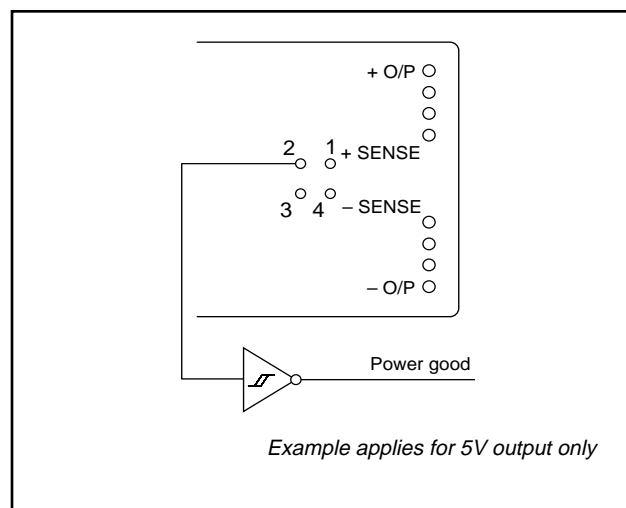 + O/P
2 1 + SENSE
3 4 – SENSE
– O/P
Power good
Example applies for 5V output only